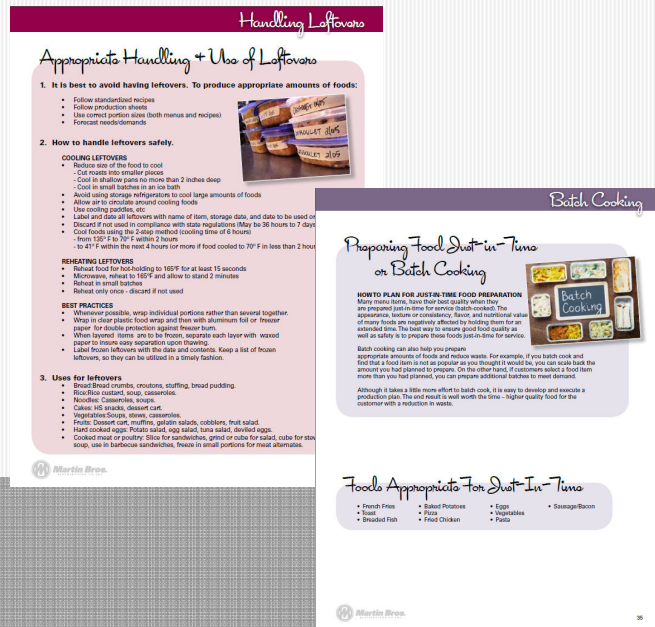 Handling Leftovers
Appropriate Handling + Use of Leftovers
1. It is best to avoid having leftovers. To produce appropriate amounts of foods:
• Follow standardized recipes
• Follow production sheets
• Use correct portion sizes (both menus and recipes)
• Forecast needs/demands
2. How to handle leftovers safely.
COOLING LEFTOVERS
• Reduce size of the food to cool
- Cut roasts into smaller pieces
- Cool in shallow pans no more than 2 inches deep
- Cool in small batches in an ice bath
• Avoid using storage refrigerators to cool large amounts of foods
• Allow air to circulate around cooling foods
• Use cooling paddles, etc
• Label and date all leftovers with name of item, storage date, and date to be used or
• Discard if not used in compliance with state regulations (May be 36 hours to 7 days
• Cool foods using the 2-step method (cooling time of 6 hours)
- from 135º F to 70º F within 2 hours
- to 41º F within the next 4 hours (or more if food cooled to 70º F in less than 2 hour
REHEATING LEFTOVERS
• Reheat food for hot-holding to 165ºF for at least 15 seconds
• Microwave, reheat to 165ºF and allow to stand 2 minutes
• Reheat in small batches
• Reheat only once - discard if not used
BEST PRACTICES
• Whenever possible, wrap individual portions rather than several together.
• Wrap in clear plastic food wrap and then with aluminum foil or freezer
paper for double protection against freezer burn.
• When layered items are to be frozen, separate each layer with waxed
paper to insure easy separation upon thawing.
• Label frozen leftovers with the date and contents. Keep a list of frozen
leftovers, so they can be utilized in a timely fashion.
3. Uses for leftovers
• Bread:Bread crumbs, croutons, stuffing, bread pudding.
• Rice:Rice custard, soup, casseroles.
• Noodles: Casseroles, soups.
• Cakes: HS snacks, dessert cart.
• Vegetables:Soups, stews, casseroles.
• Fruits: Dessert cart, muffins, gelatin salads, cobblers, fruit salad.
• Hard cooked eggs: Potato salad, egg salad, tuna salad, deviled eggs.
• Cooked meat or poultry: Slice for sandwiches, grind or cube for salad, cube for stew
soup, use in barbecue sandwiches, freeze in small portions for meat alternates.
Martin Bros.
Batch Cooking
Preparing Food Just-in-Time
or Batch Cooking
HOW TO PLAN FOR JUST-IN-TIME FOOD PREPARATION
Many menu items, have their best quality when they
are prepared just-in-time for service (batch-cooked). The
appearance, texture or consistency, flavor, and nutritional value
of many foods are negatively affected by holding them for an
extended time. The best way to ensure good food quality as
well as safety is to prepare these foods just-in-time for service.
Batch
Cooking
Batch cooking can also help you prepare
appropriate amounts of foods and reduce waste. For example, if you batch cook and
find that a food item is not as popular as you thought it would be, you can scale back the
amount you had planned to prepare. On the other hand, if customers select a food item
more than you had planned, you can prepare additional batches to meet demand.
Although it takes a little more effort to batch cook, it is easy to develop and execute a
production plan. The end result is well worth the time – higher quality food for the
customer with a reduction in waste.
Foods Appropriate For Just-In-Time
• French Fries
• Toast
• Breaded Fish
• Baked Potatoes
• Pizza
• Fried Chicken
• Eggs
• Vegetables
• Pasta
• Sausage/Bacon
Martin Bros.
35